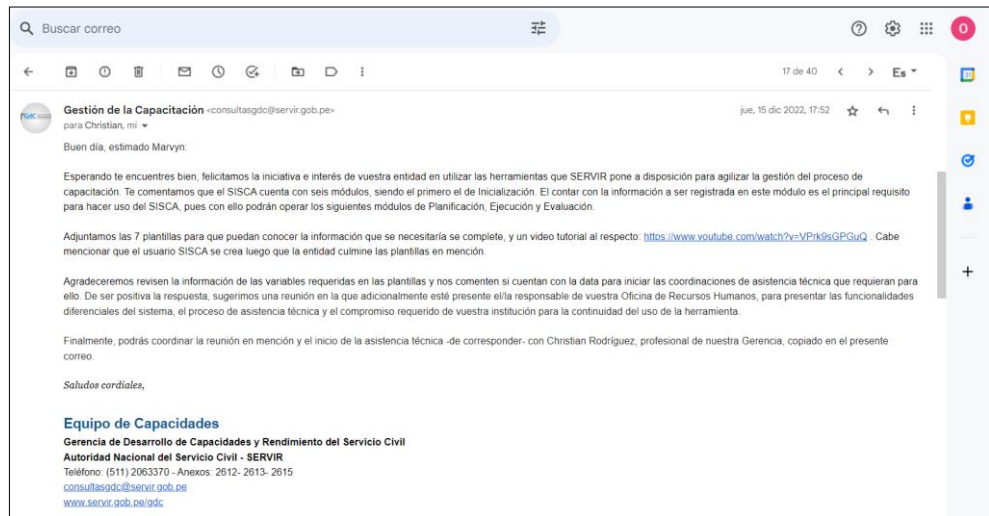 Buscar correo
O
17 de 40
Es
Gestión de la Capacitación <consultasgdc@servir.gob.pe>
jue, 15 dic 2022, 17:52
para Christian, mí
Buen día, estimado Marvyn:
Esperando te encuentres bien, felicitamos la iniciativa e interés de vuestra entidad en utilizar las herramientas que SERVIR pone a disposición para agilizar la gestión del proceso de
capacitación. Te comentamos que el SISCA cuenta con seis módulos, siendo el primero el de Inicialización. El contar con la información a ser registrada en este módulo es el principal requisito
para hacer uso del SISCA, pues con ello podrán operar los siguientes módulos de Planificación, Ejecución y Evaluación.
Adjuntamos las 7 plantillas para que puedan conocer la información que se necesitaría se complete, y un video tutorial al respecto: https://www.youtube.com/watch?v=VPrk9sGPGuQ . Cabe
mencionar que el usuario SISCA se crea luego que la entidad culmine las plantillas en mención.
Agradeceremos revisen la información de las variables requeridas en las plantillas y nos comenten si cuentan con la data para iniciar las coordinaciones de asistencia técnica que requieran para
ello. De ser positiva la respuesta, sugerimos una reunión en la que adicionalmente esté presente el/la responsable de vuestra Oficina de Recursos Humanos, para presentar las funcionalidades
diferenciales del sistema, el proceso de asistencia técnica y el compromiso requerido de vuestra institución para la continuidad del uso de la herramienta.
Finalmente, podrás coordinar la reunión en mención y el inicio de la asistencia técnica -de corresponder- con Christian Rodríguez, profesional de nuestra Gerencia, copiado en el presente
correo.
Saludos cordiales,
Equipo de Capacidades
Gerencia de Desarrollo de Capacidades y Rendimiento del Servicio Civil
Autoridad Nacional del Servicio Civil - SERVIR
Teléfono: (511) 2063370 - Anexos: 2612- 2613- 2615
consultasgdc@servir.gob.pe
www.servir.gob.pe/gdc